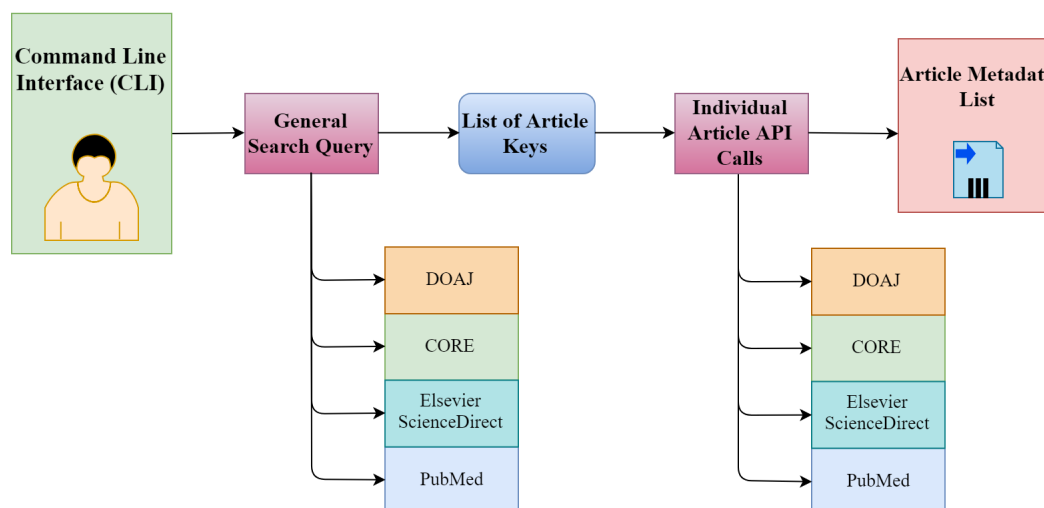 Command Line
Interface (CLI)
General
Search Query
List of Article
Keys
Individual
Article API
Calls
Article Metadat
List
DOAJ
CORE
Elsevier
ScienceDirect
PubMed
DOAJ
CORE
Elsevier
ScienceDirect
PubMed